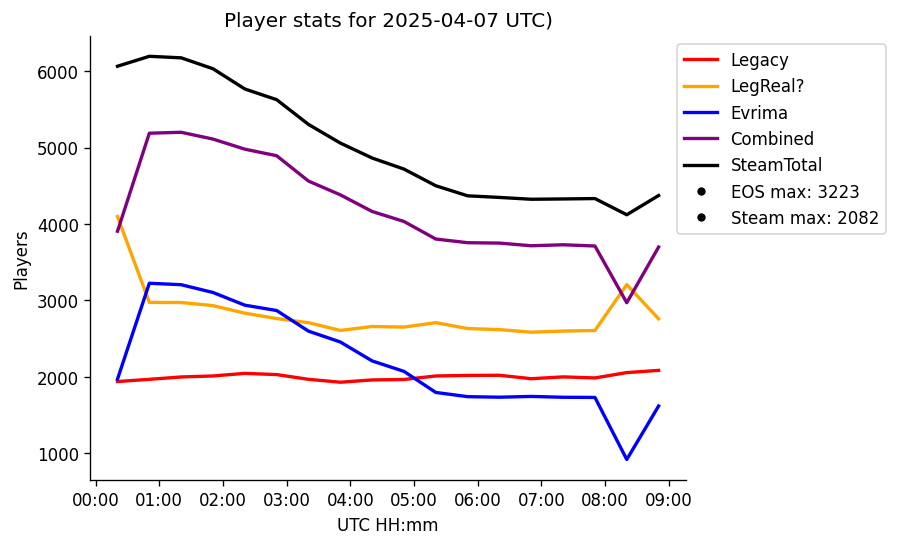 Player stats for 2025-04-07 UTC)
Legacy
LegReal?
Evrima
Combined
SteamTotal
EOS max: 3223
Steam max: 2082
Players
6000
5000
4000
3000
2000
1000
00:00 01:00 02:00 03:00 04:00 05:00 06:00 07:00 08:00 09:00
UTC HH:mm